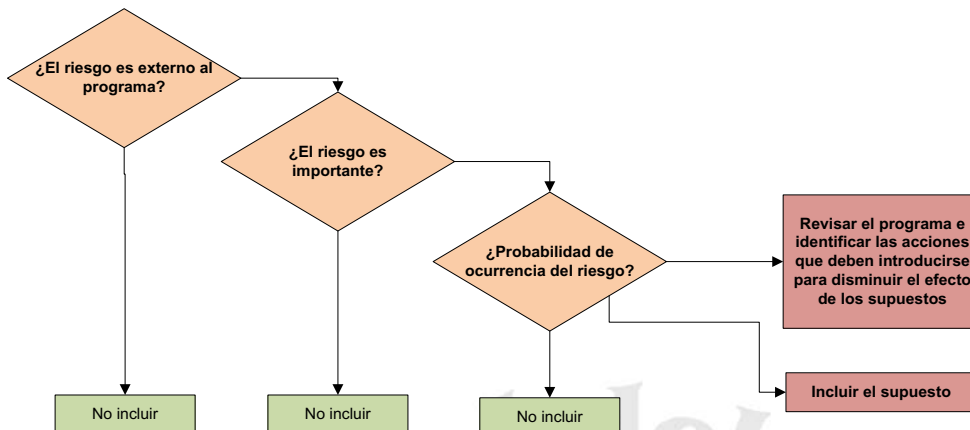 ¿El riesgo es externo al
programa?
¿El riesgo es
importante?
¿Probabilidad de
ocurrencia del riesgo?
Revisar el programa e
identificar las acciones
que deben introducirse
para disminuir el efecto
de los supuestos
Incluir el supuesto
No incluir
No incluir
No incluir